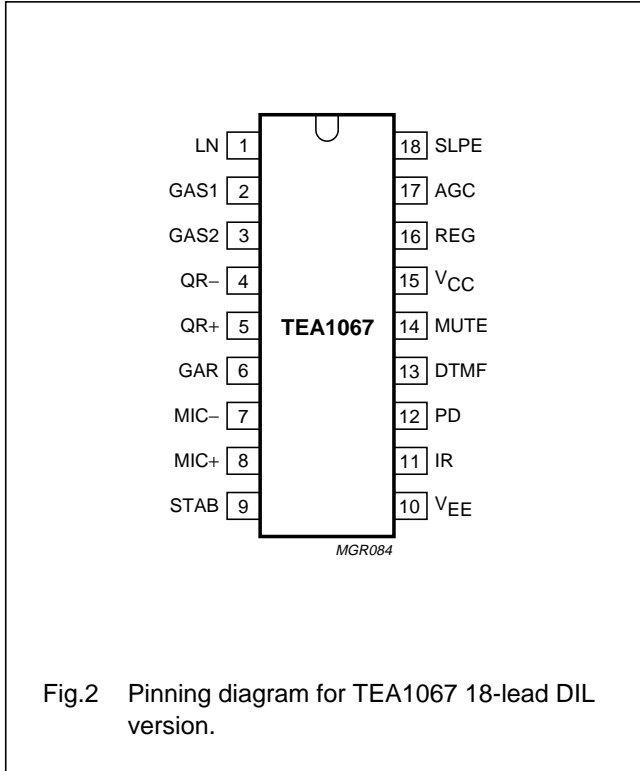 LN 1 18 SLPE
GAS1 2 17 AGC
GAS2 3 16 REG
QR− 4 15 VCC
QR+ 5 TEA1067 14 MUTE
GAR 6 13 DTMF
MIC− 7 12 PD
MIC+ 8 11 IR
STAB 9 10 VEE
MGR084
Fig.2 Pinning diagram for TEA1067 18-lead DIL
version.